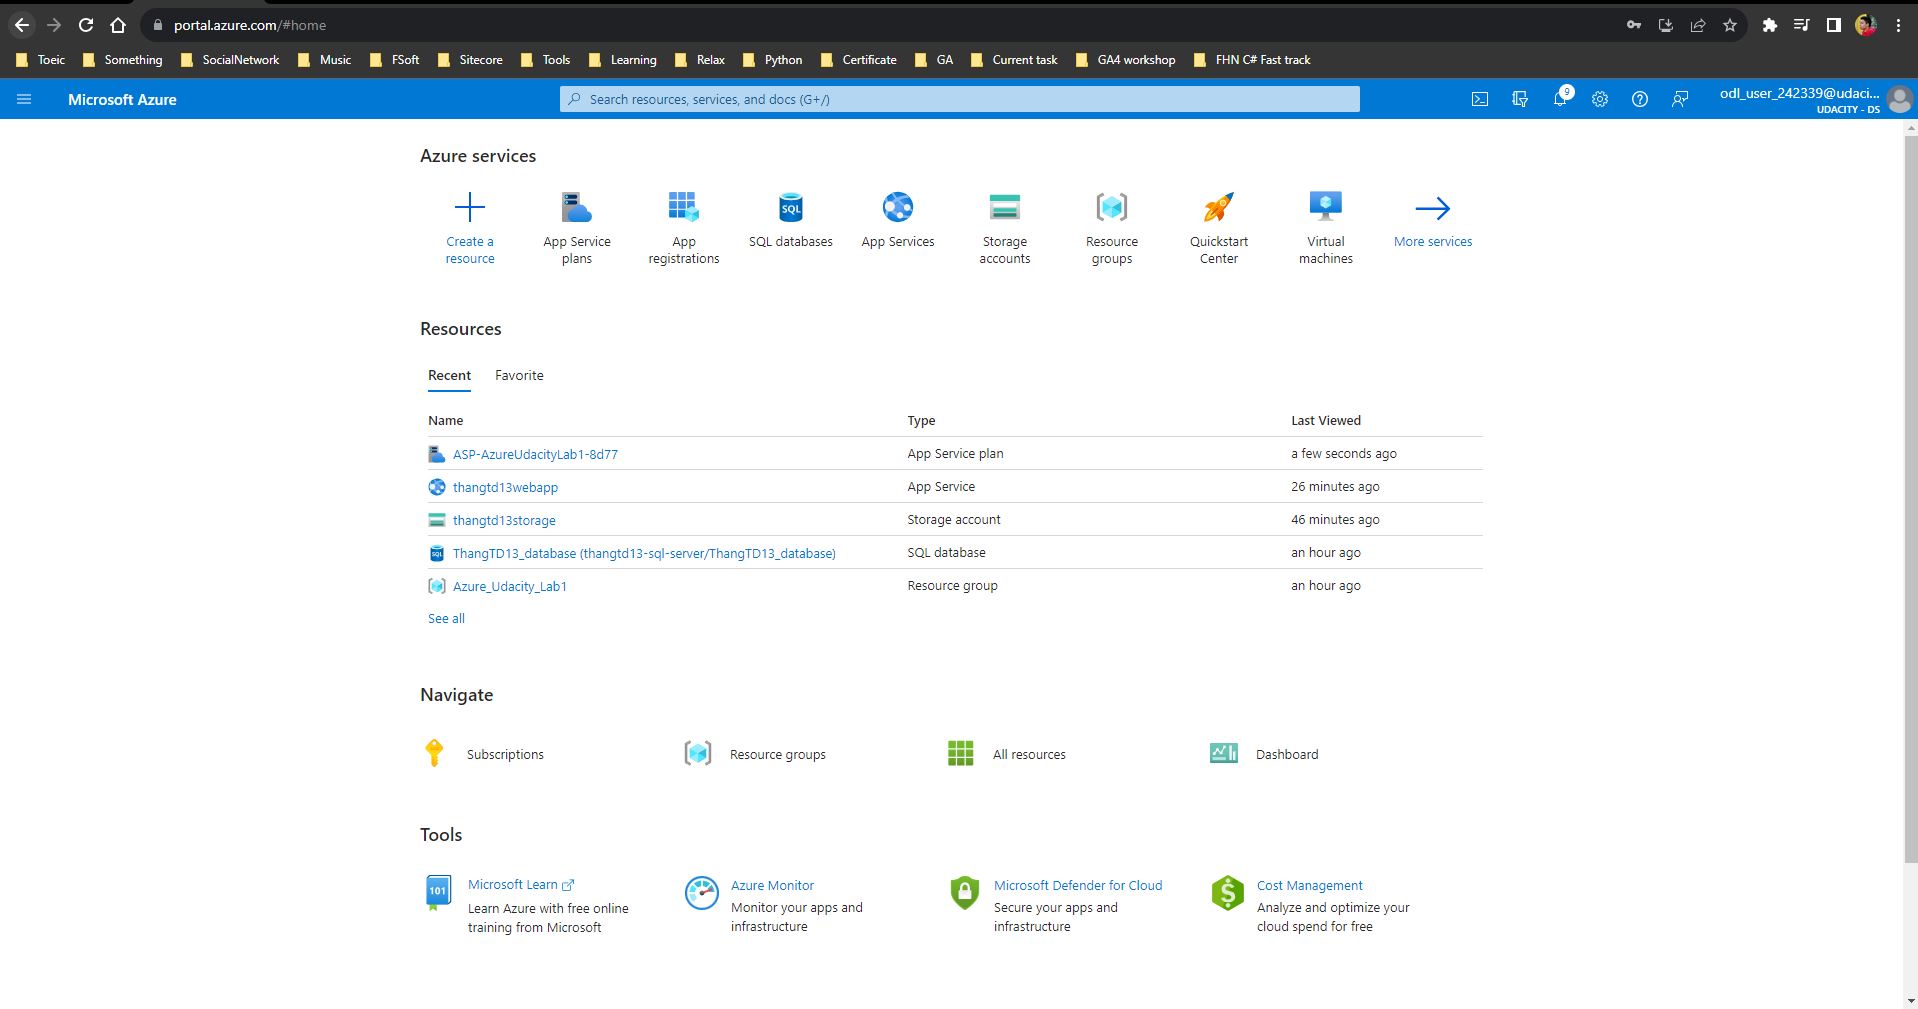 portal.azure.com/#home
Toeic Something SocialNetwork Music FSoft Sitecore Tools Learning Relax Python Certificate GA Current task GA4 workshop FHN C# Fast track
Microsoft Azure Search resources, services, and docs (G+/) 9 odl_user_242339@udaci...
UDACITY - DS
Azure services
SQL
Create a resource
App Service plans
App registrations
SQL databases
App Services
Storage accounts
Resource groups
Quickstart Center
Virtual machines
More services
Resources
Recent Favorite
Name Type Last Viewed
ASP-AzureUdacityLab1-8d77 App Service plan a few seconds ago
thangtd13webapp App Service 26 minutes ago
thangtd13storage Storage account 46 minutes ago
SQL ThangTD13_database (thangtd13-sql-server/ThangTD13_database) SQL database an hour ago
Azure_Udacity_Lab1 Resource group an hour ago
See all
Navigate
Subscriptions Resource groups All resources Dashboard
Tools
101
Microsoft Learn
Learn Azure with free online
training from Microsoft
Azure Monitor
Monitor your apps and
infrastructure
Microsoft Defender for Cloud
Secure your apps and
infrastructure
$
Cost Management
Analyze and optimize your
cloud spend for free